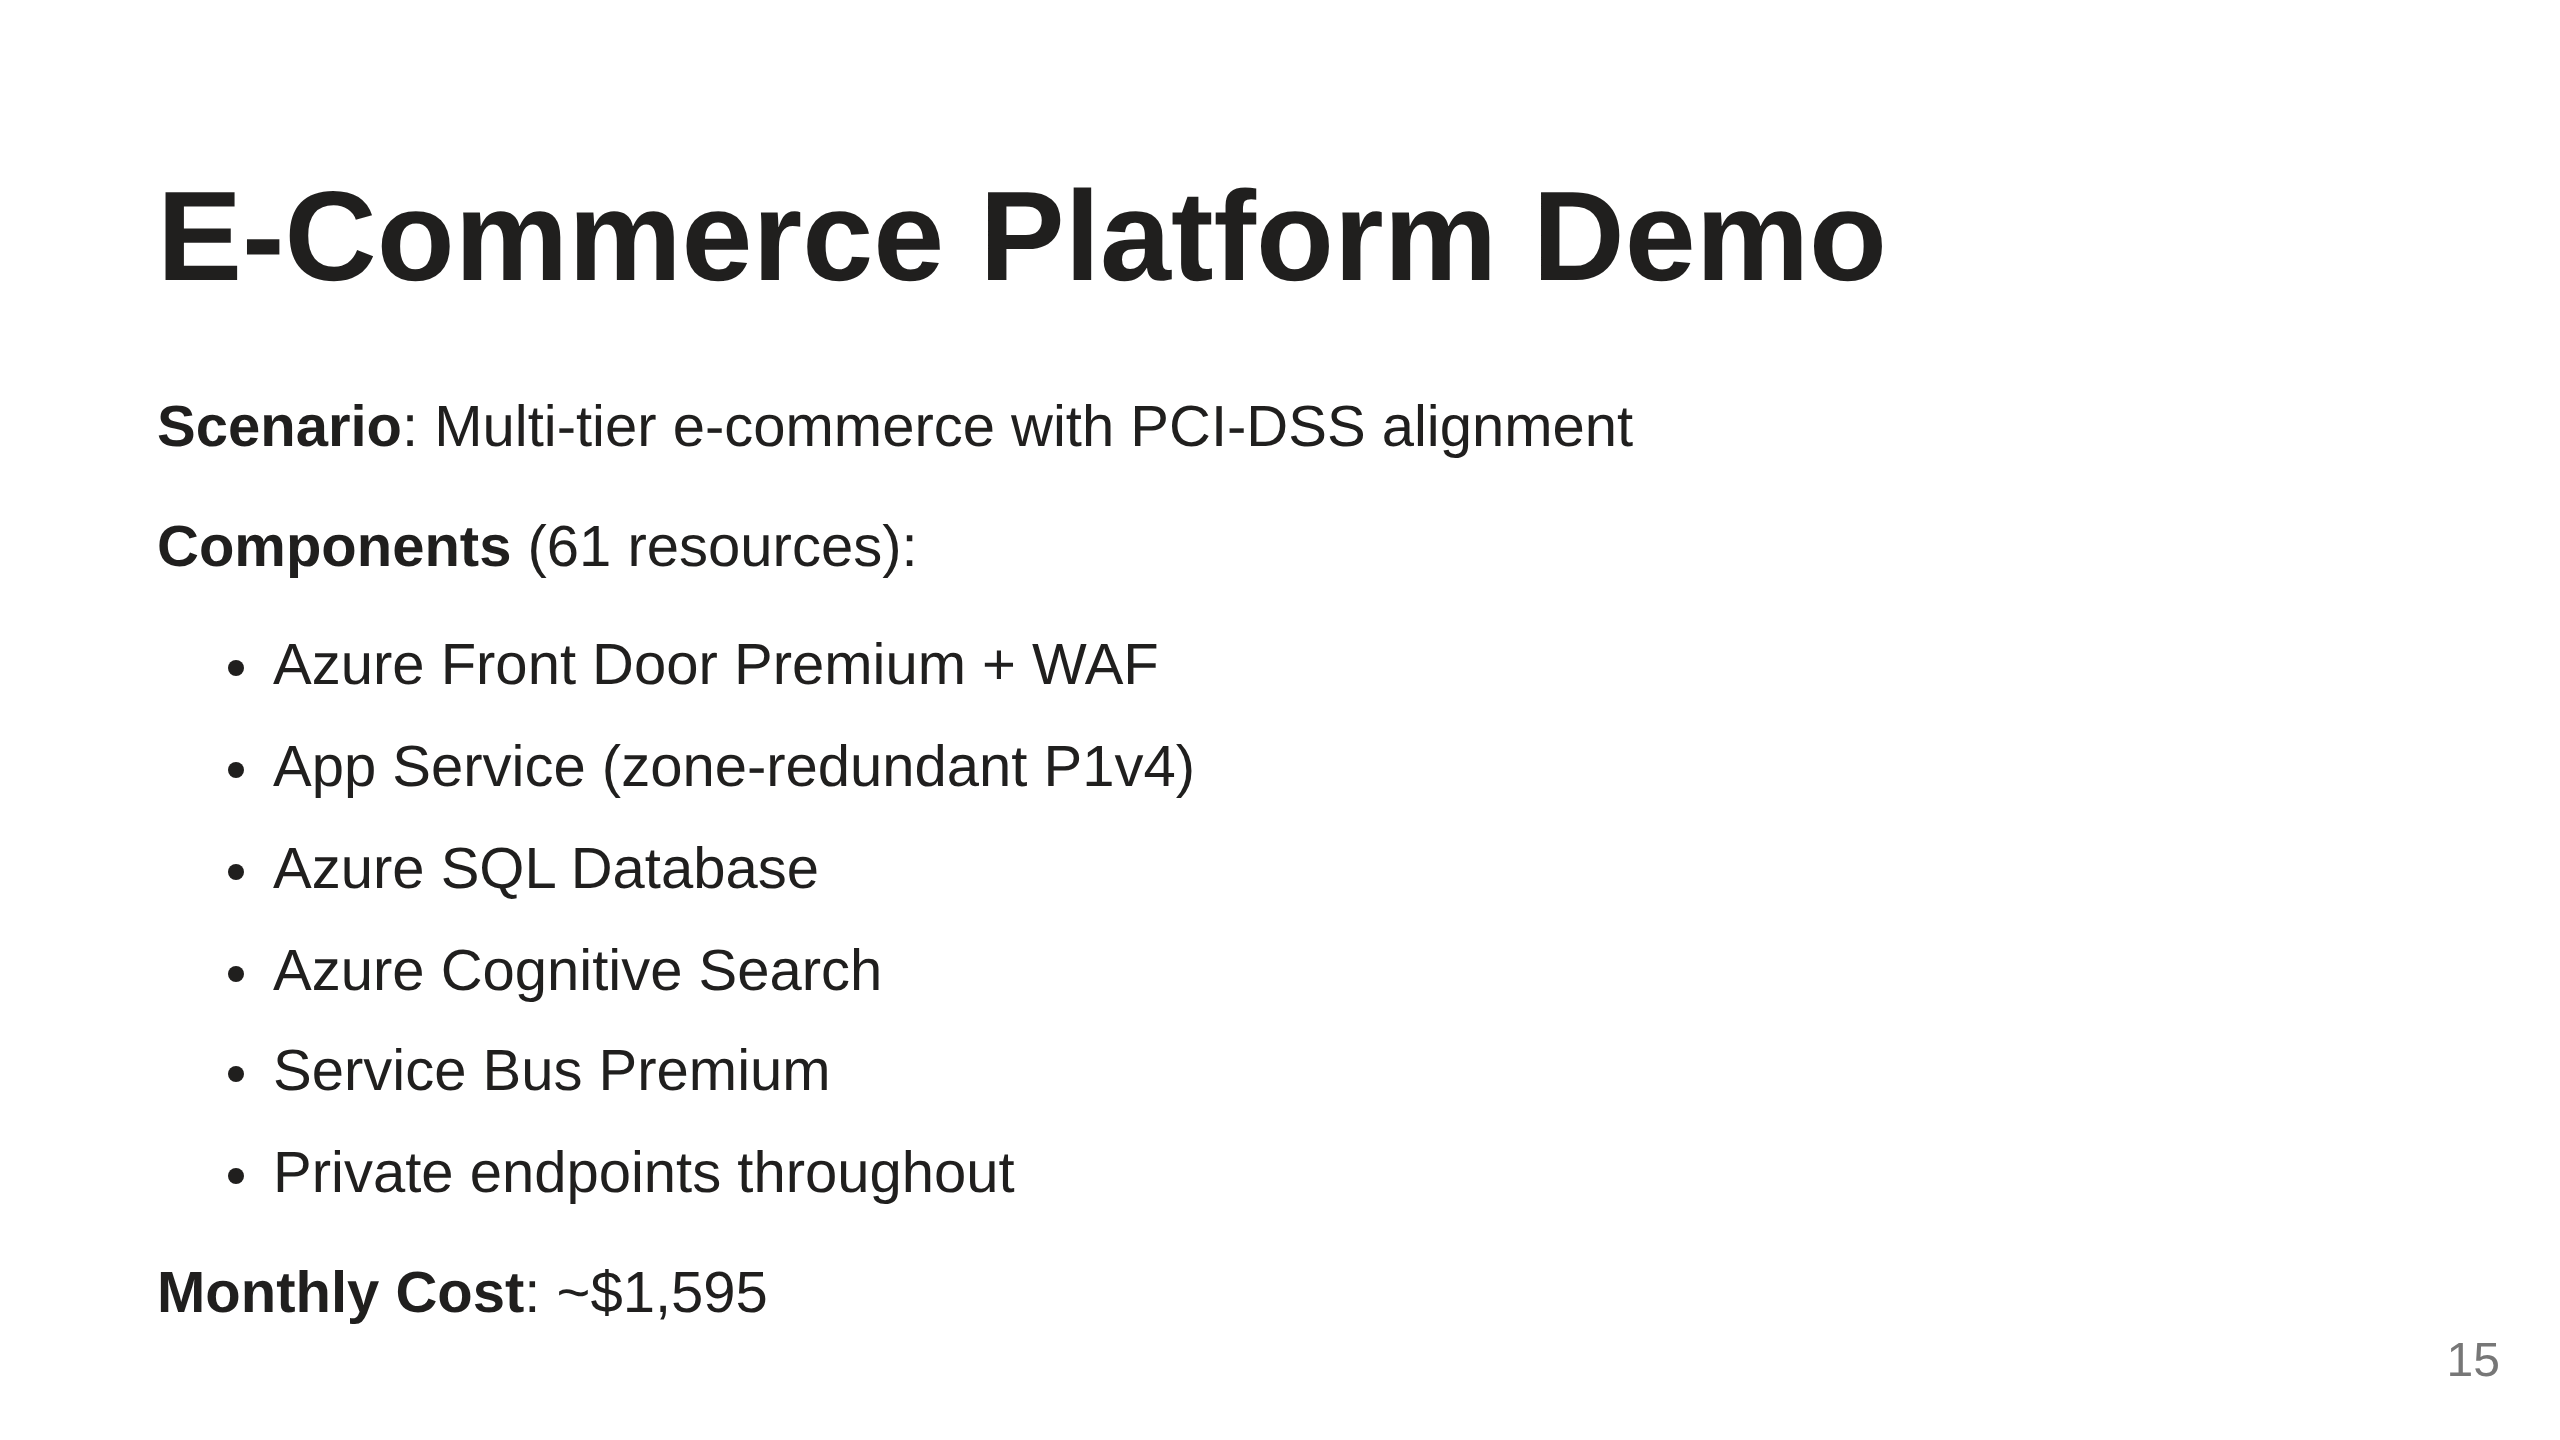 E-Commerce Platform Demo
Scenario: Multi-tier e-commerce with PCI-DSS alignment
Components (61 resources):
• Azure Front Door Premium + WAF
• App Service (zone-redundant P1v4)
• Azure SQL Database
• Azure Cognitive Search
• Service Bus Premium
• Private endpoints throughout
Monthly Cost: ~$1,595
15